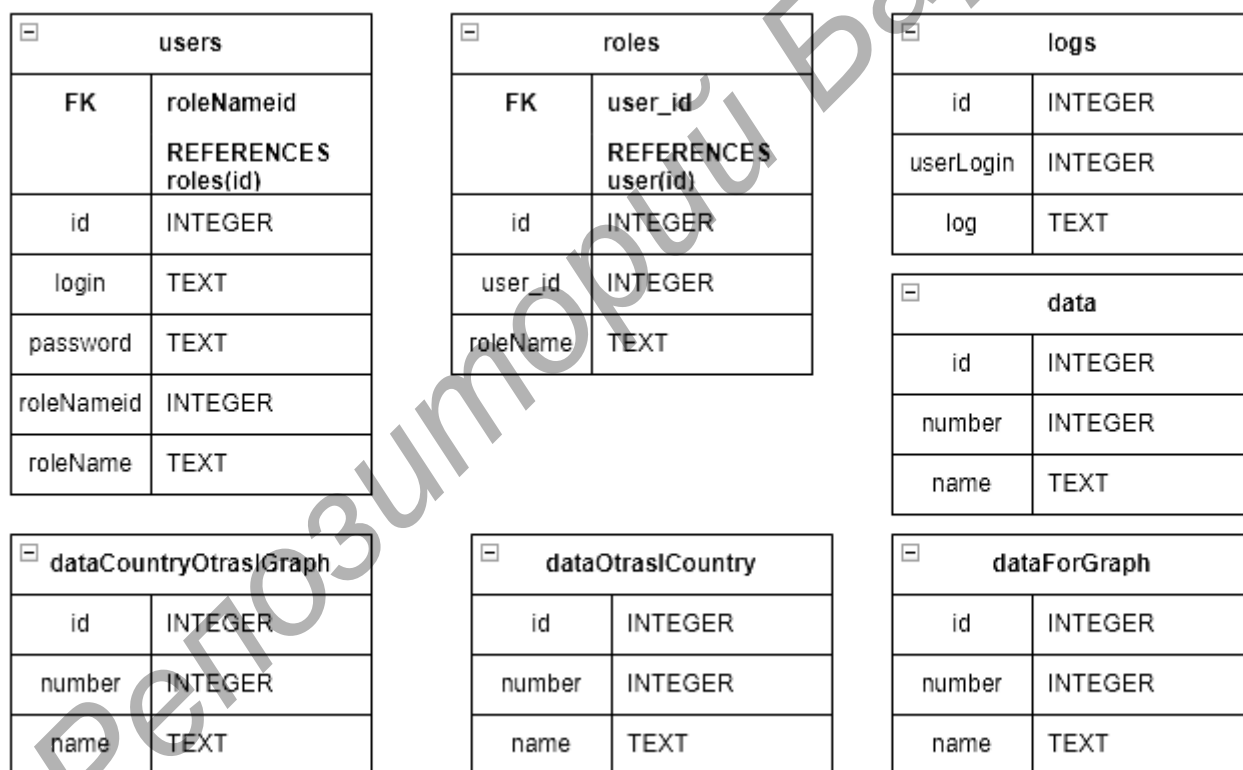 users
FK roleNameid
REFERENCES
roles(id)
id INTEGER
login TEXT
password TEXT
roleNameid INTEGER
roleName TEXT
roles
FK user_id
REFERENCES
user(id)
id INTEGER
user_id INTEGER
roleName TEXT
logs
id INTEGER
userLogin INTEGER
log TEXT
data
id INTEGER
number INTEGER
name TEXT
dataCountryOtraslGraph
id INTEGER
number INTEGER
name TEXT
dataOtraslCountry
id INTEGER
number INTEGER
name TEXT
dataForGraph
id INTEGER
number INTEGER
name TEXT
Репозиторий